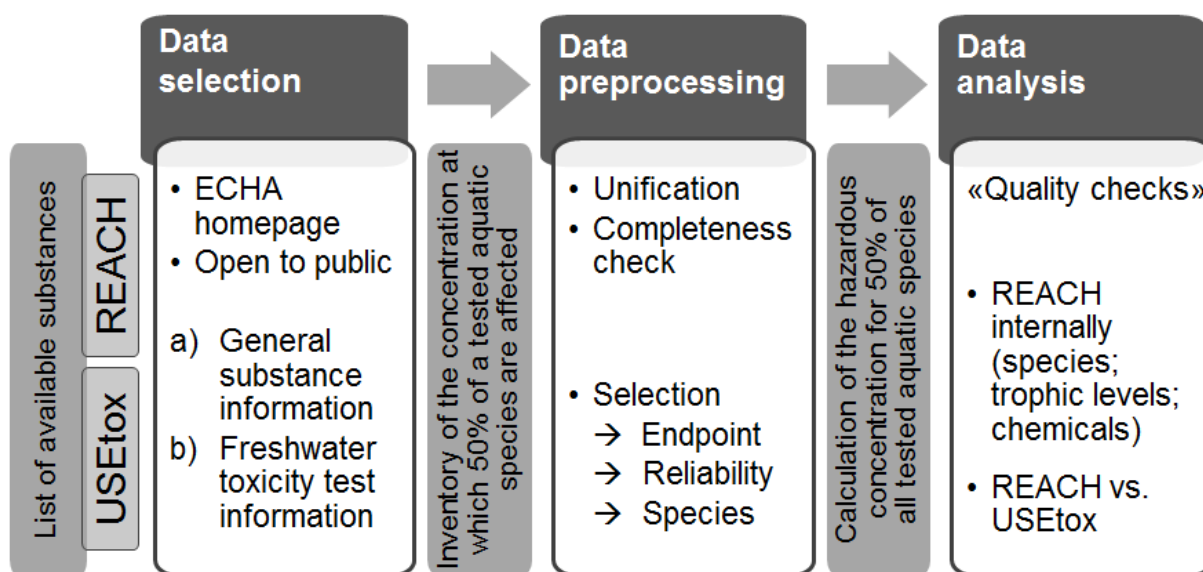 Data
selection
Data
preprocessing
Data
analysis
List of available substances
REACH
USEtox
• ECHA
homepage
• Open to public
a) General
substance
information
b) Freshwater
toxicity test
information
Inventory of the concentration at
which 50% of a tested aquatic
species are affected
• Unification
• Completeness
check
• Selection
→ Endpoint
→ Reliability
→ Species
Calculation of the hazardous
concentration for 50% of
all tested aquatic species
«Quality checks»
• REACH
internally
(species;
trophic levels;
chemicals)
• REACH vs.
USEtox